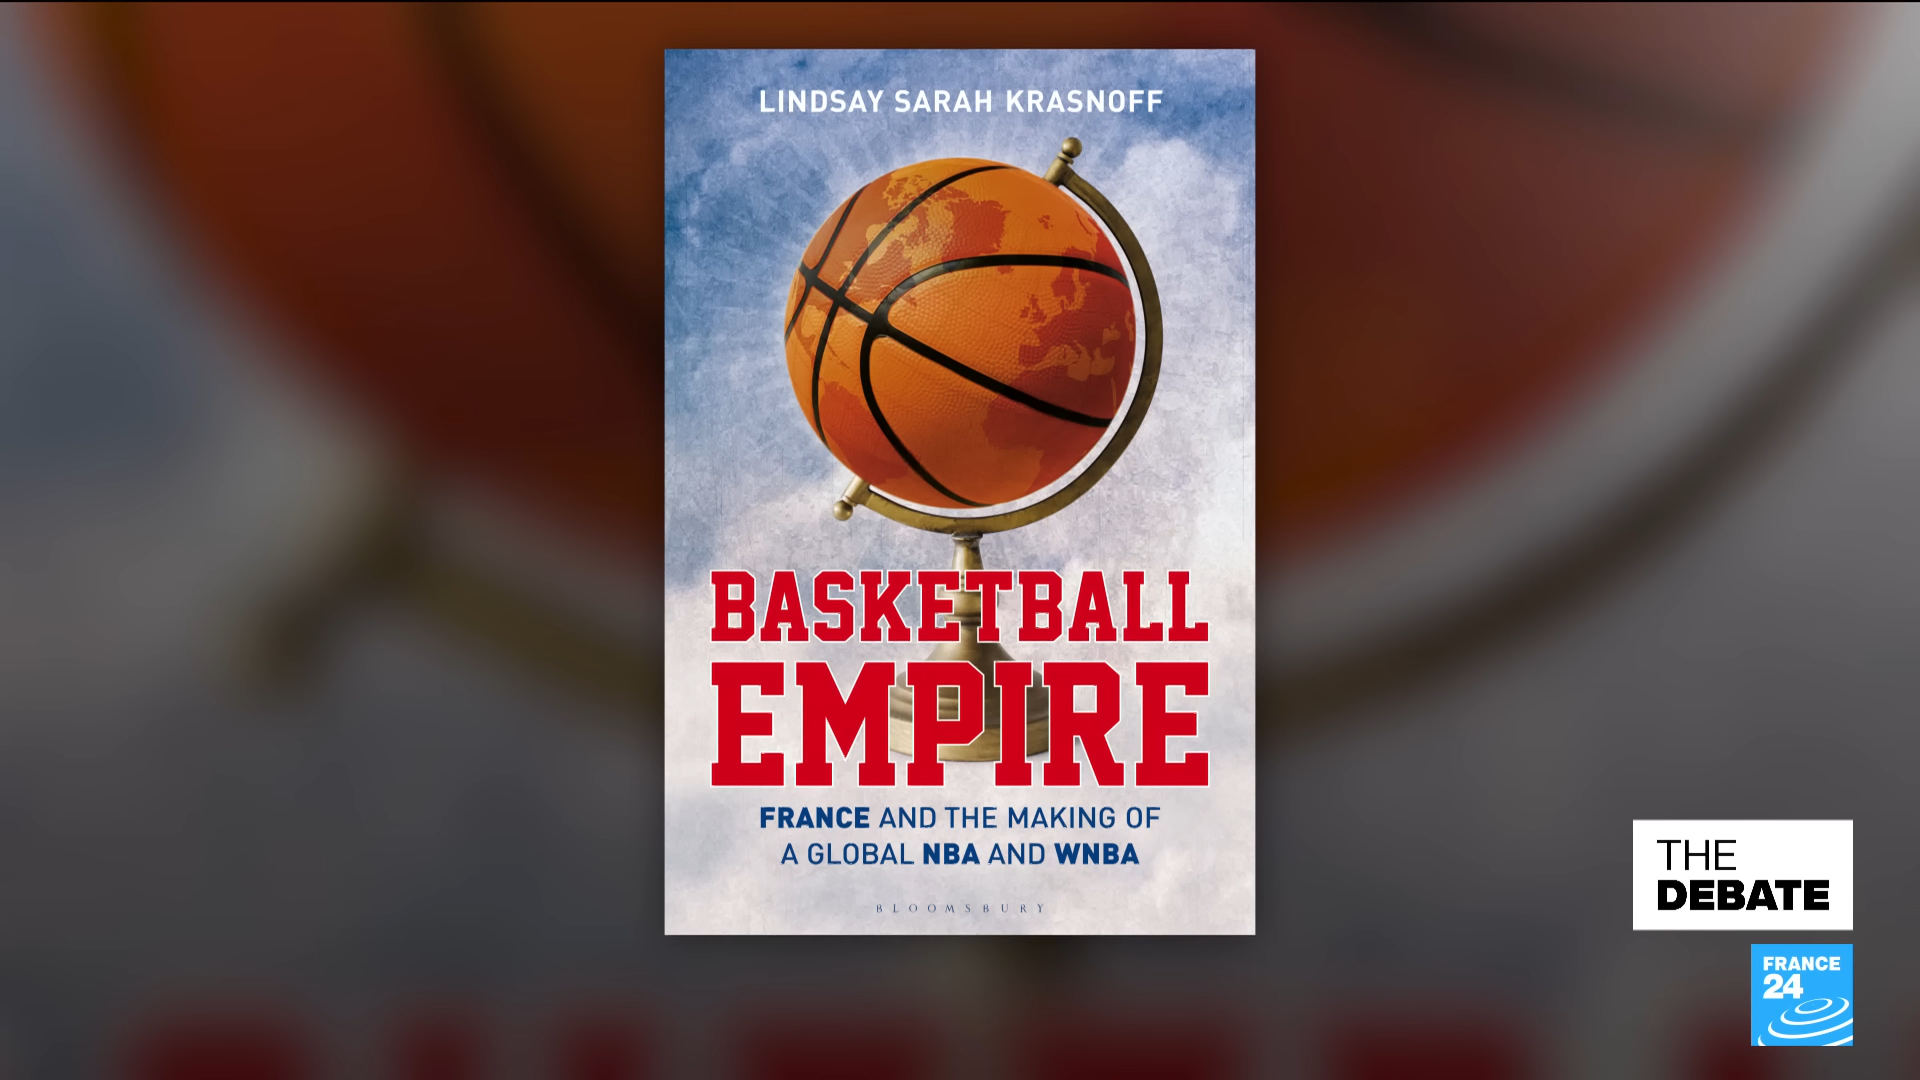 LINDSAY SARAH KRASNOFF
BASKETBALL
EMPIRE
FRANCE AND THE MAKING OF
A GLOBAL NBA AND WNBA
BLOOMSBURY
THE
DEBATE
FRANCE
24